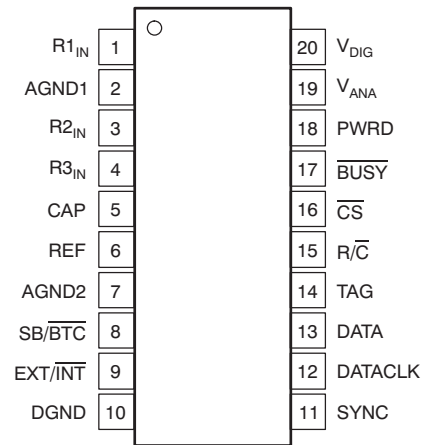 R1IN 1 20 VDIG
AGND1 2 19 VANA
R2IN 3 18 PWRD
R3IN 4 17 BUSY
CAP 5 16 CS
REF 6 15 R/C
AGND2 7 14 TAG
SB/BTC 8 13 DATA
EXT/INT 9 12 DATACLK
DGND 10 11 SYNC